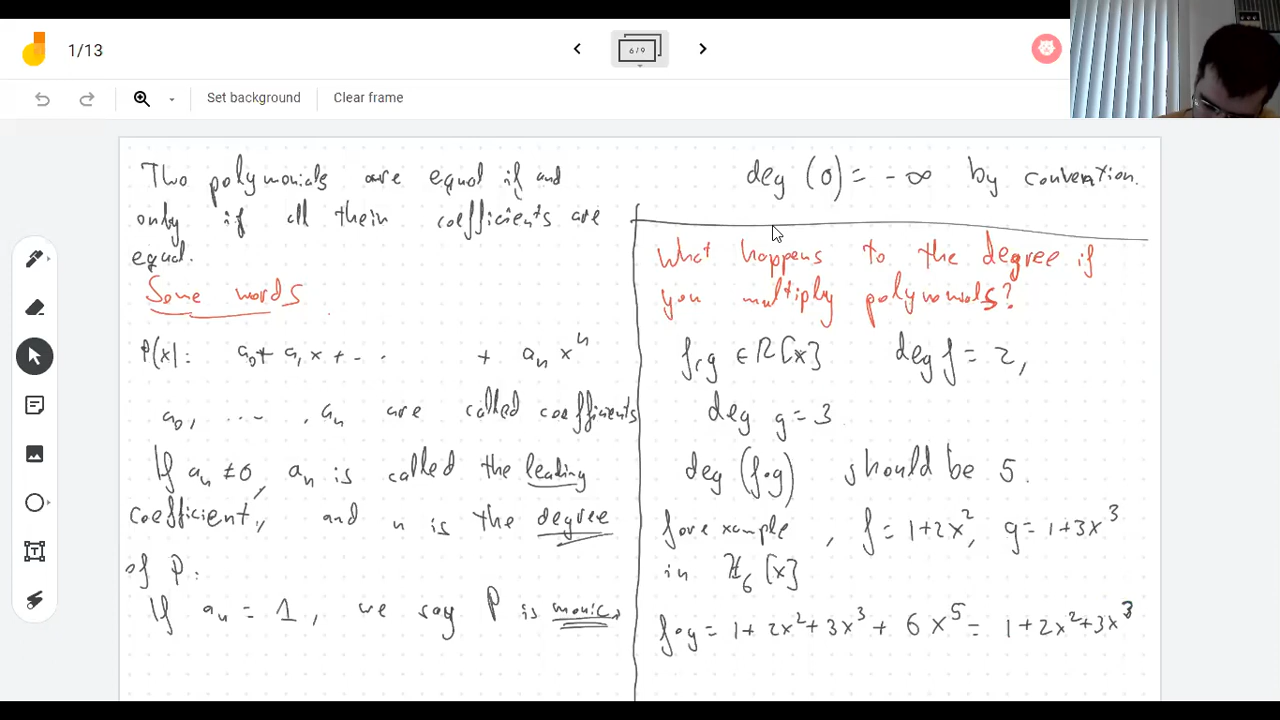 1/13
6/9
Set background
Clear frame
Two polynomials are equal if and
only if all their coefficients are
equal.
Some words
P(x): a₀+ a₁x + - - . + aₙ xⁿ
a₀, ... , aₙ are called coefficients
If aₙ ≠ 0, aₙ is called the leading
coefficient, and n is the degree
of P.
If aₙ = 1, we say P is monic.
deg (0) = - ∞ by convention.
What happens to the degree if
you multiply polynomials?
f, g ∈ R[x] deg f = 2,
deg g = 3
deg (f∘g) should be 5.
for example , f = 1+2x², g = 1+3x³
in ℤ₆ [x]
f∘g = 1 + 2x² + 3x³ + 6x⁵ = 1+2x²+3x³